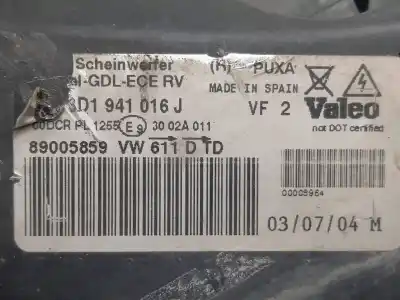 Scheinwerfer (R) PUXA
al-GDL-ECE RV MADE IN SPAIN
3D1 941 016 J VF 2 Valeo
00DCR PL 1255 E9 30 02A 011 not DOT certified
89005859 VW 611 D TD
00008954
03/07/04 M